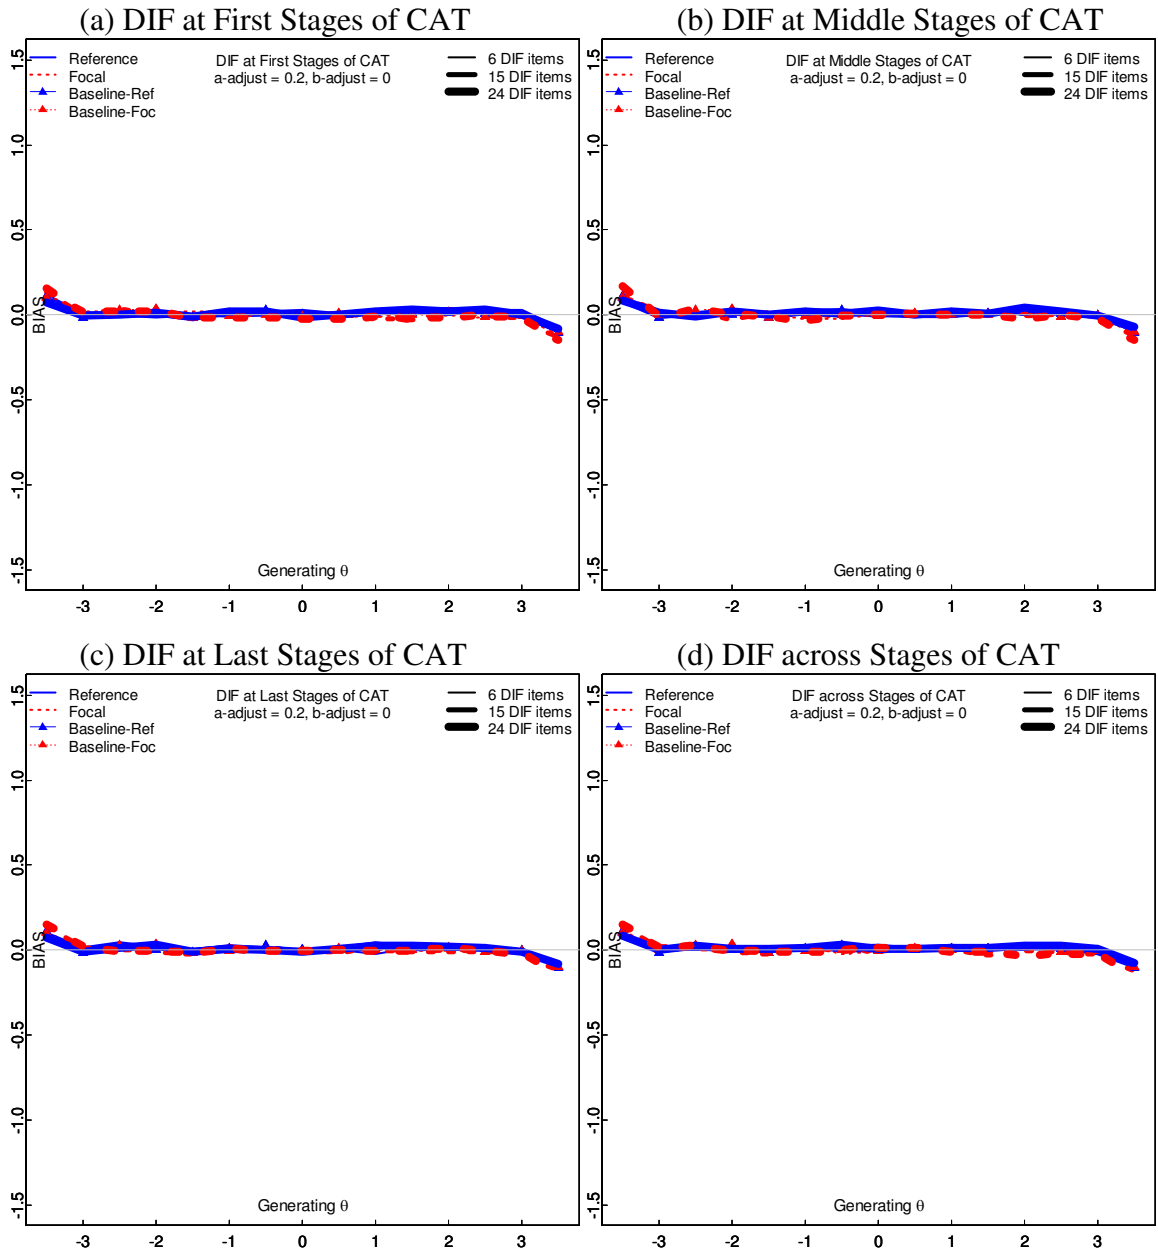 (a) DIF at First Stages of CAT
Reference
Focal
Baseline-Ref
Baseline-Foc
DIF at First Stages of CAT
a-adjust = 0.2, b-adjust = 0
6 DIF items
15 DIF items
24 DIF items
1.5
1.0
0.5
0.0
-0.5
-1.0
-1.5
BIAS
Generating θ
-3 -2 -1 0 1 2 3
(b) DIF at Middle Stages of CAT
Reference
Focal
Baseline-Ref
Baseline-Foc
DIF at Middle Stages of CAT
a-adjust = 0.2, b-adjust = 0
6 DIF items
15 DIF items
24 DIF items
1.5
1.0
0.5
0.0
-0.5
-1.0
-1.5
BIAS
Generating θ
-3 -2 -1 0 1 2 3
(c) DIF at Last Stages of CAT
Reference
Focal
Baseline-Ref
Baseline-Foc
DIF at Last Stages of CAT
a-adjust = 0.2, b-adjust = 0
6 DIF items
15 DIF items
24 DIF items
1.5
1.0
0.5
0.0
-0.5
-1.0
-1.5
BIAS
Generating θ
-3 -2 -1 0 1 2 3
(d) DIF across Stages of CAT
Reference
Focal
Baseline-Ref
Baseline-Foc
DIF across Stages of CAT
a-adjust = 0.2, b-adjust = 0
6 DIF items
15 DIF items
24 DIF items
1.5
1.0
0.5
0.0
-0.5
-1.0
-1.5
BIAS
Generating θ
-3 -2 -1 0 1 2 3